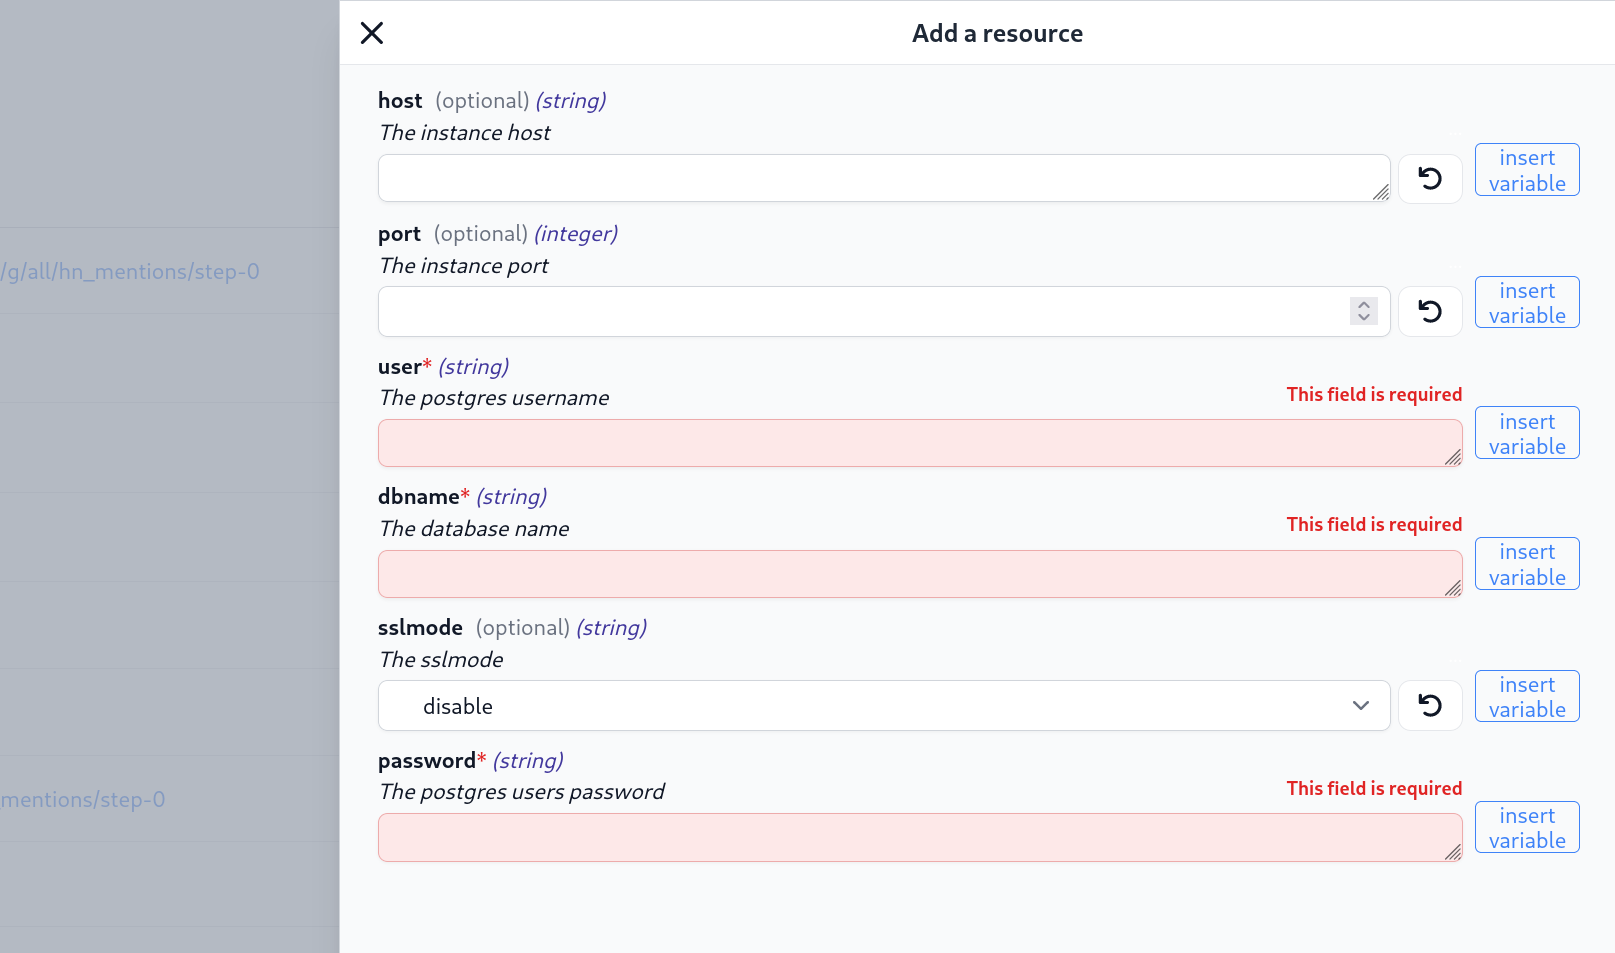 Add a resource
host (optional) (string)
The instance host
insert
variable
port (optional) (integer)
The instance port
insert
variable
/g/all/hn_mentions/step-0
user* (string)
The postgres username
This field is required
insert
variable
dbname* (string)
The database name
This field is required
insert
variable
sslmode (optional) (string)
The sslmode
disable
insert
variable
password* (string)
The postgres users password
This field is required
insert
variable
mentions/step-0